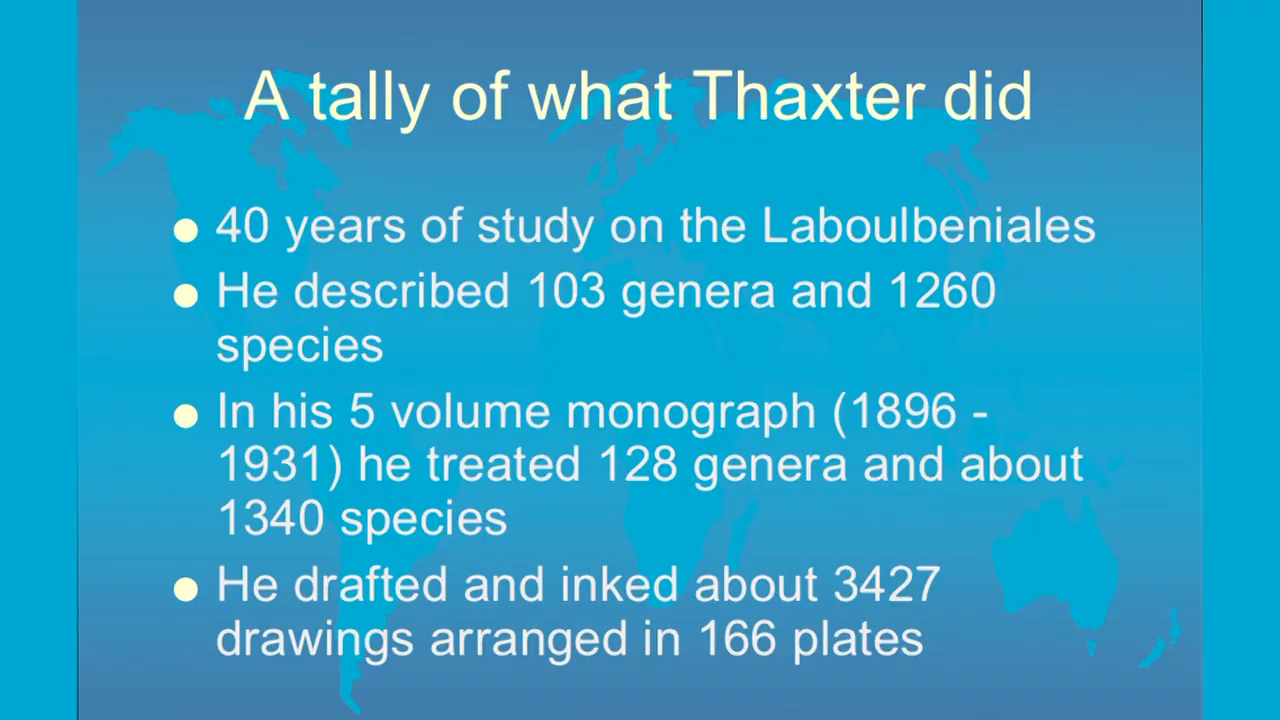 A tally of what Thaxter did
● 40 years of study on the Laboulbeniales
● He described 103 genera and 1260
species
● In his 5 volume monograph (1896 -
1931) he treated 128 genera and about
1340 species
● He drafted and inked about 3427
drawings arranged in 166 plates